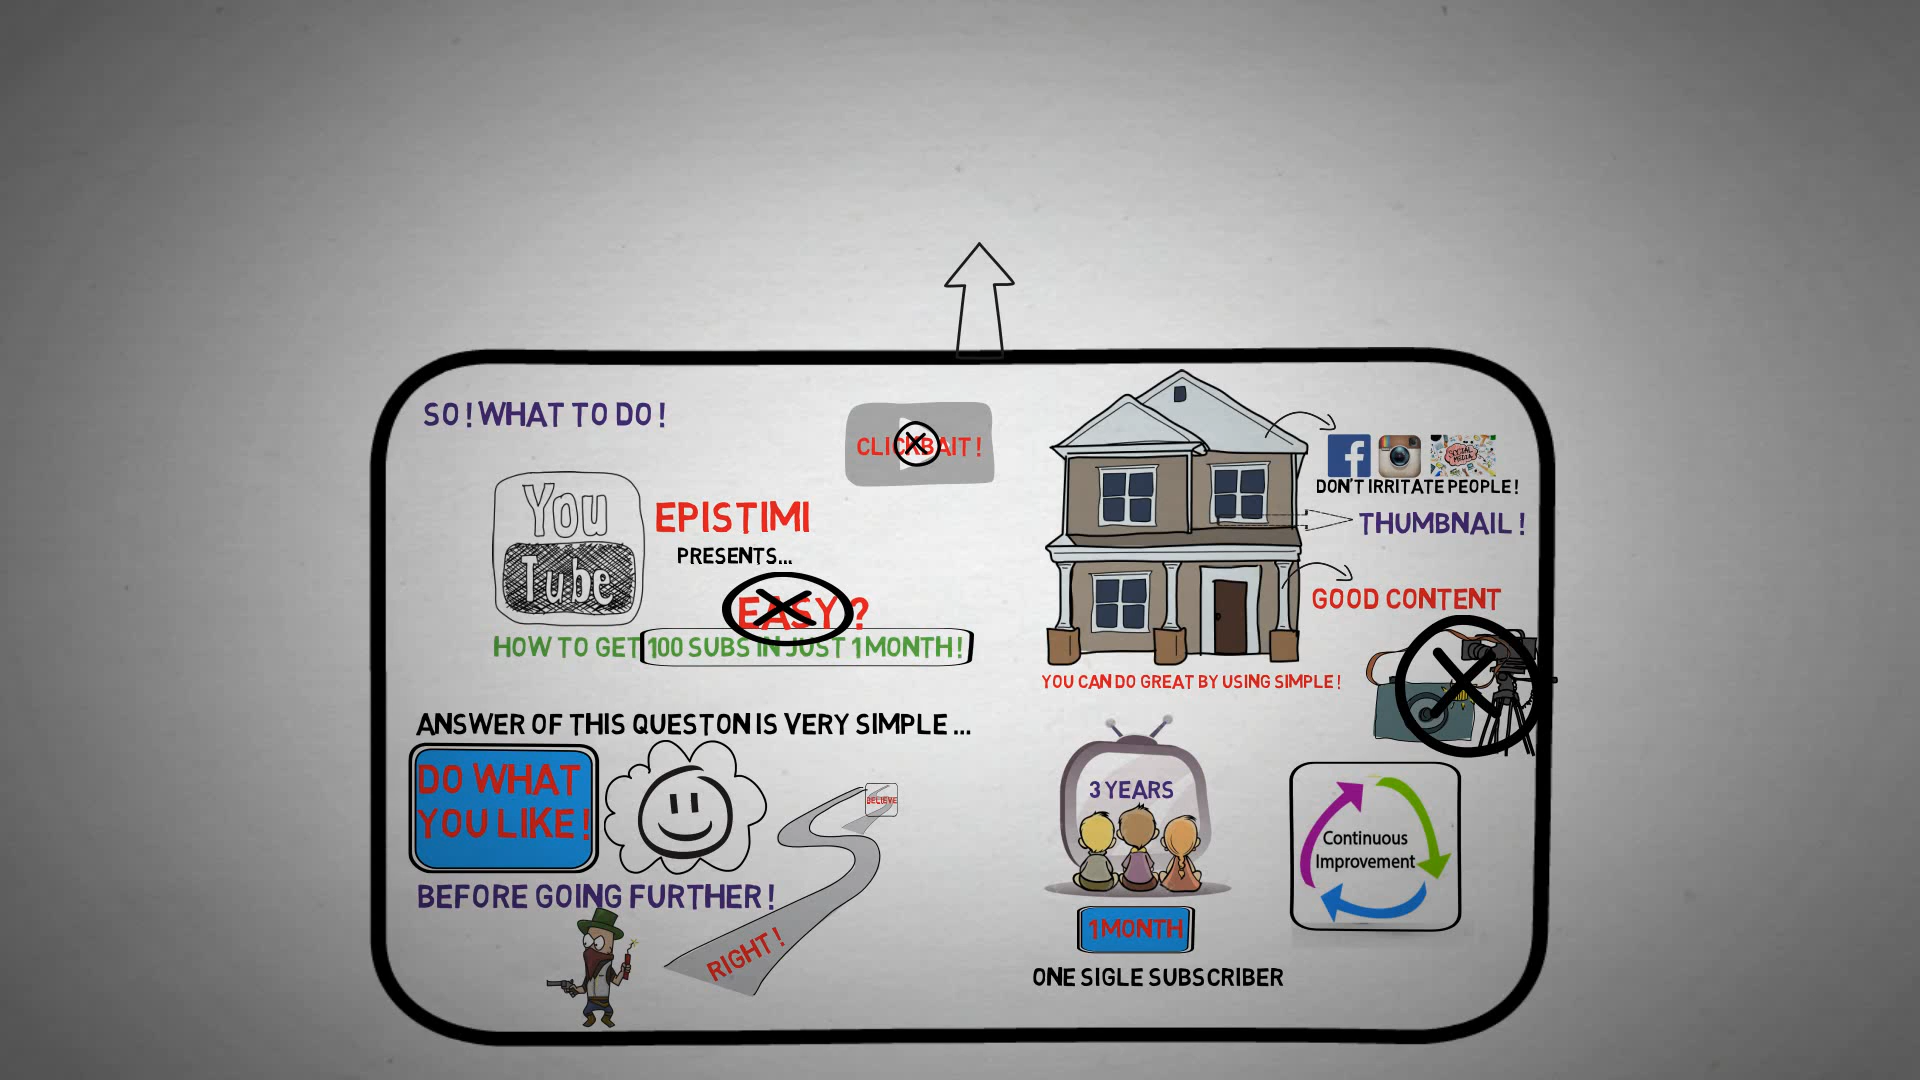 SO! WHAT TO DO!
CLICKBAIT!
You
Tube
EPISTIMI
PRESENTS...
EASY?
HOW TO GET 100 SUBS IN JUST 1 MONTH!
ANSWER OF THIS QUESTON IS VERY SIMPLE...
DO WHAT
YOU LIKE!
BELIEVE
BEFORE GOING FURTHER!
RIGHT!
f
SOCIAL
MEDIA
DON'T IRRITATE PEOPLE!
THUMBNAIL!
GOOD CONTENT
YOU CAN DO GREAT BY USING SIMPLE!
3 YEARS
1 MONTH
ONE SIGLE SUBSCRIBER
Continuous
Improvement